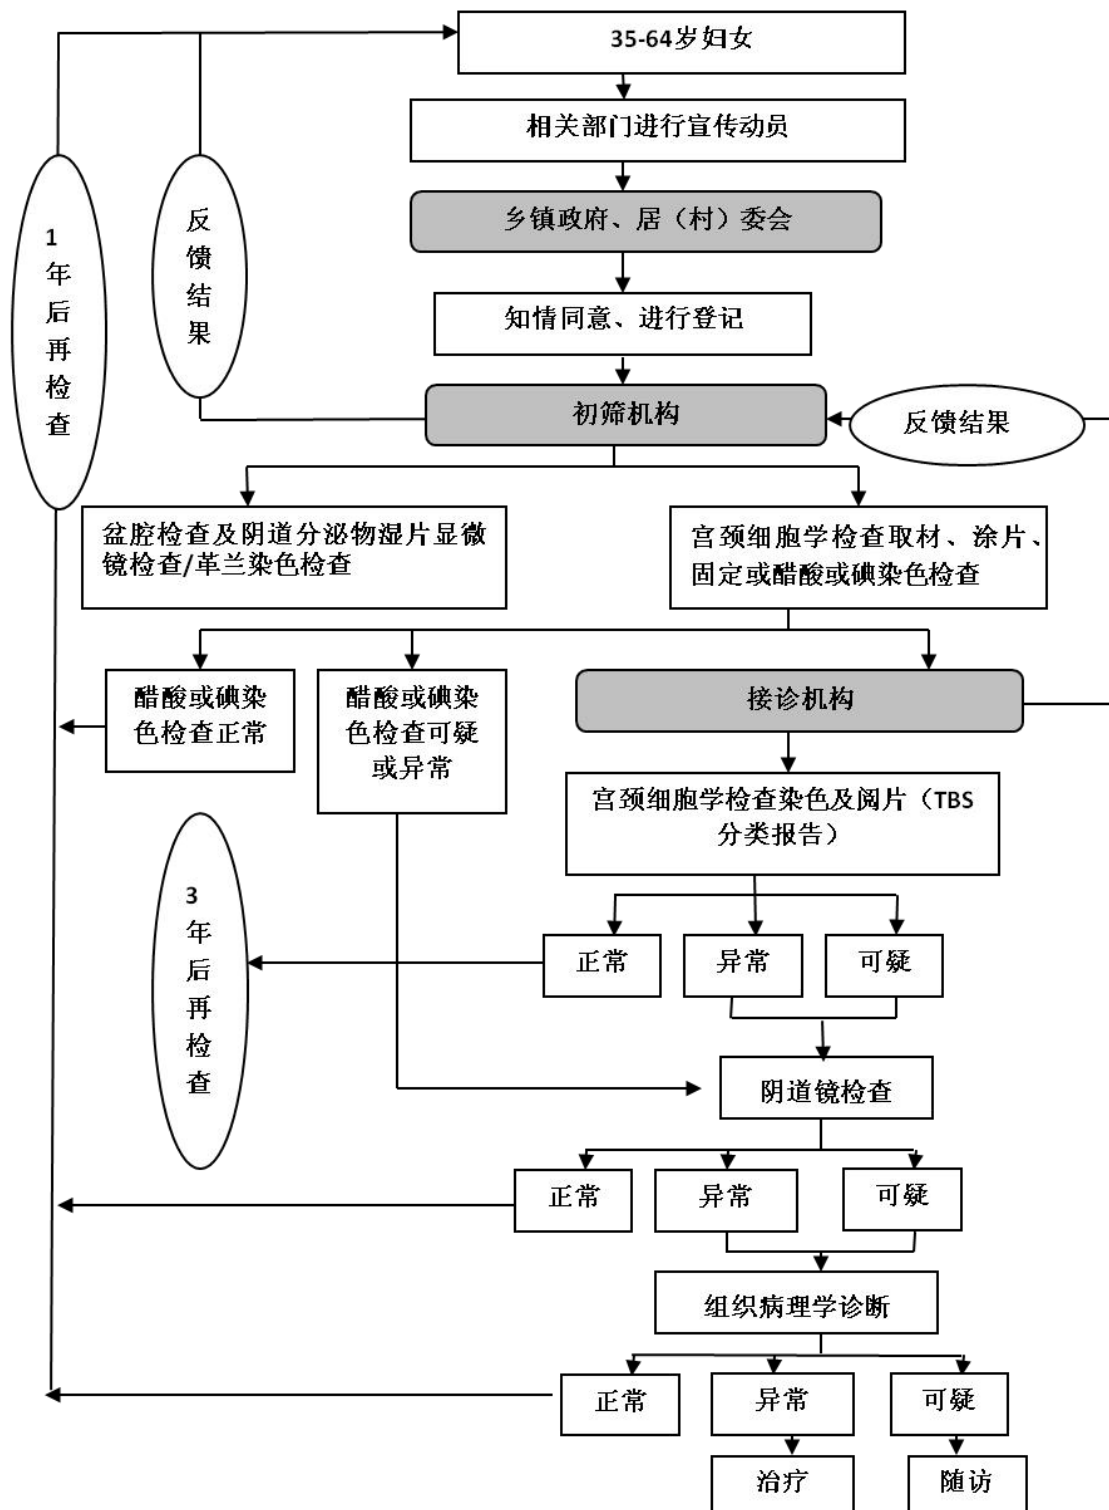 35-64岁妇女
相关部门进行宣传动员
乡镇政府、居（村）委会
知情同意、进行登记
初筛机构
反馈结果
反
馈
结
果
1
年
后
再
检
查
盆腔检查及阴道分泌物湿片显微
镜检查/革兰染色检查
宫颈细胞学检查取材、涂片、
固定或醋酸或碘染色检查
醋酸或碘染
色检查正常
醋酸或碘染
色检查可疑
或异常
接诊机构
宫颈细胞学检查染色及阅片（TBS
分类报告）
3
年
后
再
检
查
正常
异常
可疑
阴道镜检查
正常
异常
可疑
组织病理学诊断
正常
异常
可疑
治疗
随访